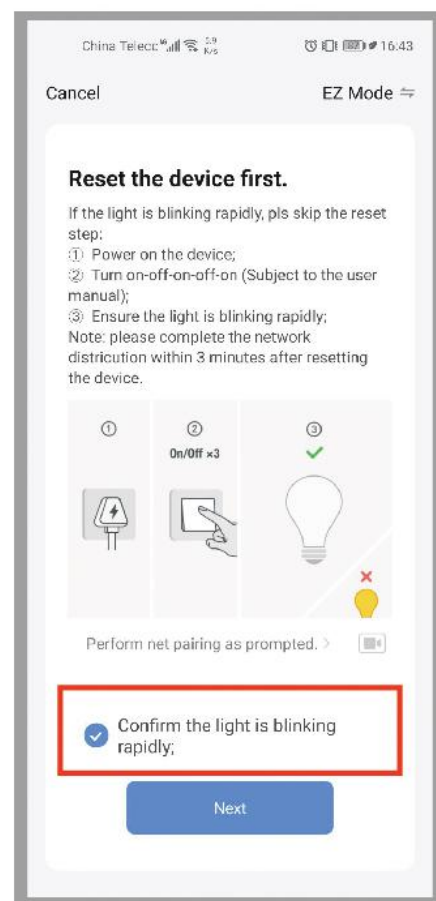 China Telecc 5.9 K/s 16:43
Cancel EZ Mode
Reset the device first.
If the light is blinking rapidly, pls skip the reset
step:
① Power on the device;
② Turn on-off-on-off-on (Subject to the user
manual);
③ Ensure the light is blinking rapidly;
Note: please complete the network
districution within 3 minutes after resetting
the device.
① ② ③
On/Off ×3
Perform net pairing as prompted. >
Confirm the light is blinking
rapidly;
Next